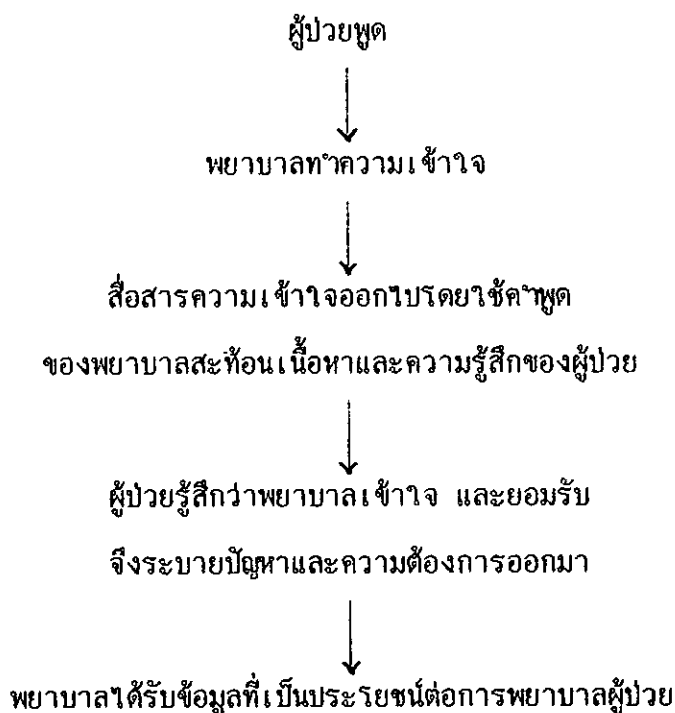 ผู้ป่วยพูด
พยาบาลทำความเข้าใจ
สื่อสารความเข้าใจออกไปโดยใช้คำพูด
ของพยาบาลสะท้อนเนื้อหาและความรู้สึกของผู้ป่วย
ผู้ป่วยรู้สึกว่าพยาบาลเข้าใจ และยอมรับ
จึงระบายปัญหาและความต้องการออกมา
พยาบาลได้รับข้อมูลที่เป็นประโยชน์ต่อการพยาบาลผู้ป่วย